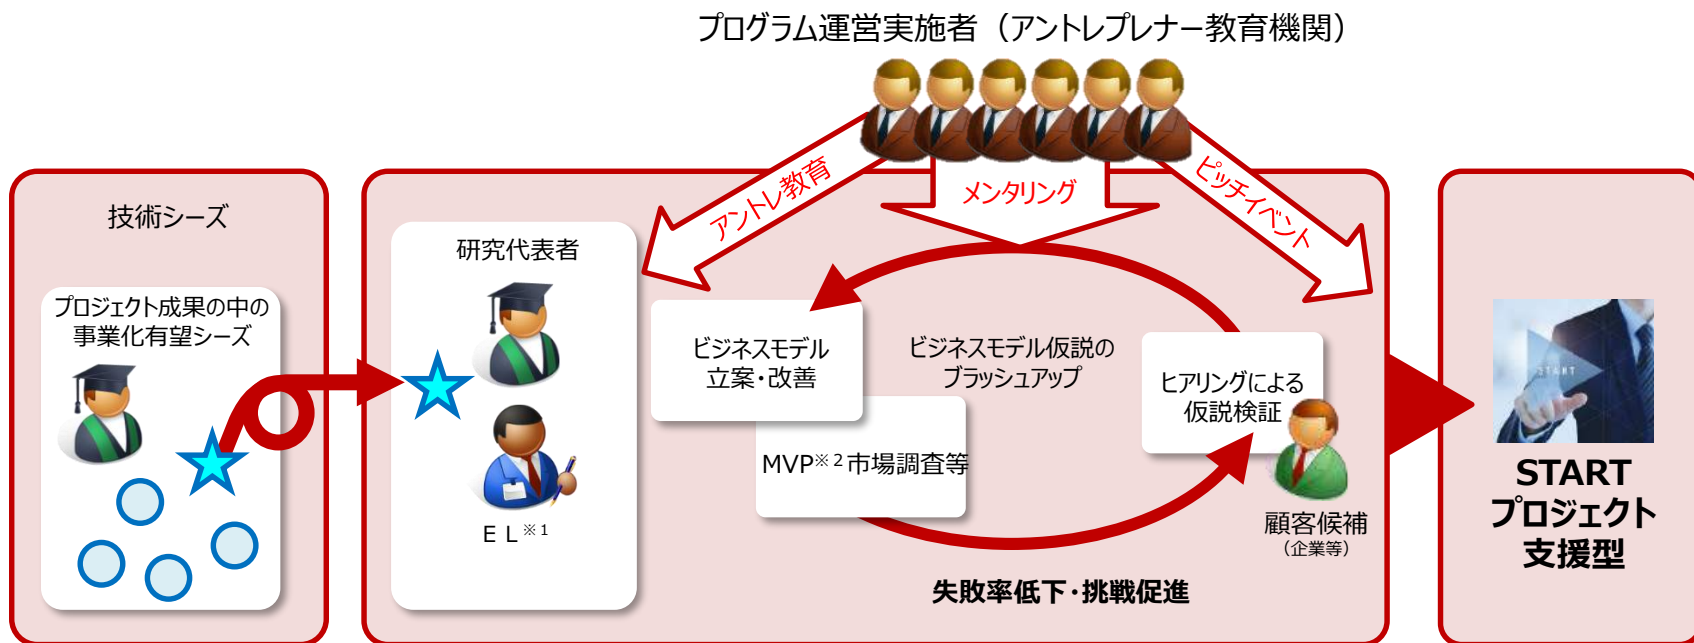 プログラム運営実施者（アントレプレナー教育機関）
アントレ教育
メンタリング
ピッチイベント
技術シーズ
プロジェクト成果の中の
事業化有望シーズ
研究代表者
ＥＬ※1
ビジネスモデル
立案・改善
MVP※2市場調査等
ビジネスモデル仮説の
ブラッシュアップ
ヒアリングによる
仮説検証
顧客候補
（企業等）
失敗率低下・挑戦促進
START
START
プロジェクト
支援型